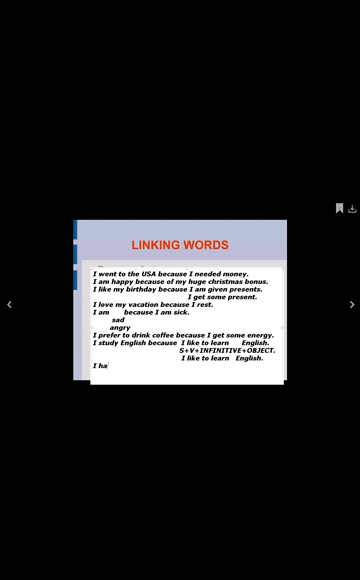 LINKING WORDS
I went to the USA because I needed money.
I am happy because of my huge christmas bonus.
I like my birthday because I am given presents.
I get some present.
I love my vacation because I rest.
I am because I am sick.
sad
angry
I prefer to drink coffee because I get some energy.
I study English because I like to learn English.
S+V+INFINITIVE+OBJECT.
I like to learn English.
I ha